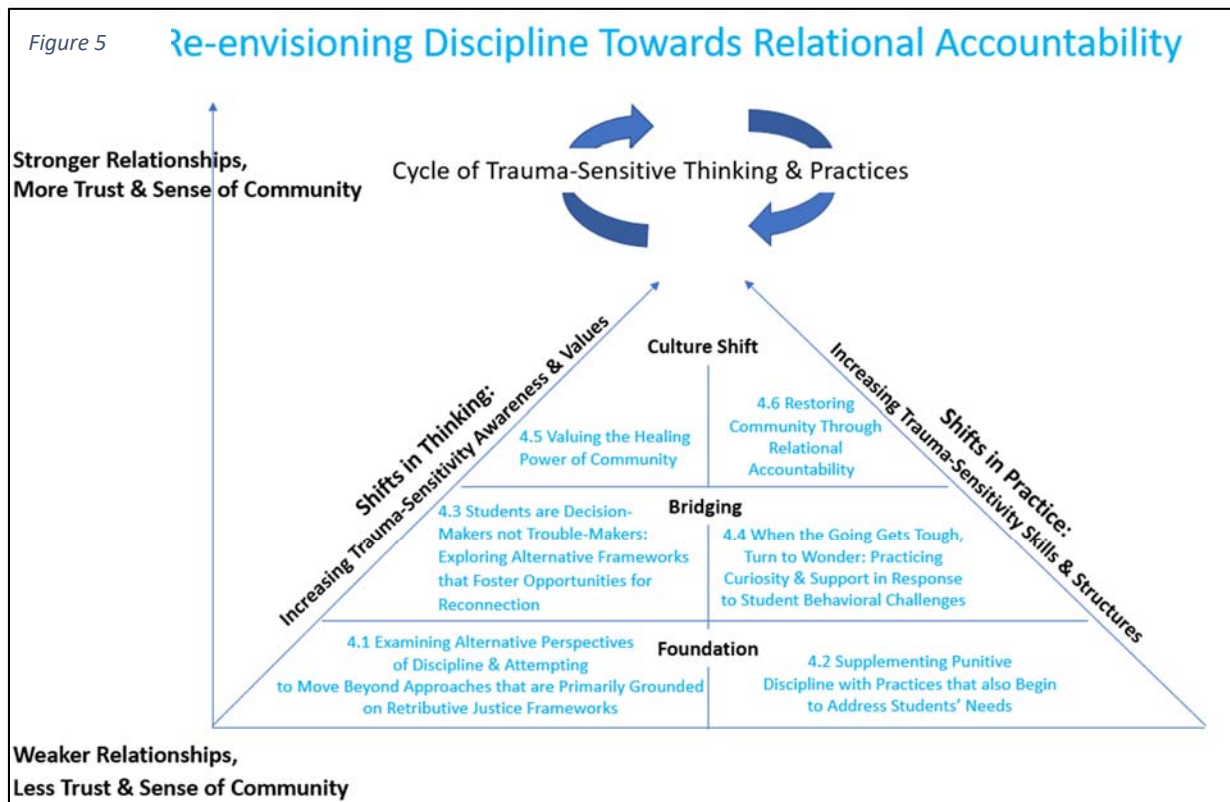 Figure 5
Re-envisioning Discipline Towards Relational Accountability
Stronger Relationships,
More Trust & Sense of Community
Cycle of Trauma-Sensitive Thinking & Practices
Shifts in Thinking:
Increasing Trauma-Sensitivity Awareness & Values
Shifts in Practice:
Increasing Trauma-Sensitivity Skills & Structures
Culture Shift
4.5 Valuing the Healing
Power of Community
4.6 Restoring
Community Through
Relational
Accountability
Bridging
4.3 Students are Decision-
Makers not Trouble-Makers:
Exploring Alternative Frameworks
that Foster Opportunities for
Reconnection
4.4 When the Going Gets Tough,
Turn to Wonder: Practicing
Curiosity & Support in Response
to Student Behavioral Challenges
Foundation
4.1 Examining Alternative Perspectives
of Discipline & Attempting
to Move Beyond Approaches that are Primarily Grounded
on Retributive Justice Frameworks
4.2 Supplementing Punitive
Discipline with Practices that also Begin
to Address Students’ Needs
Weaker Relationships,
Less Trust & Sense of Community